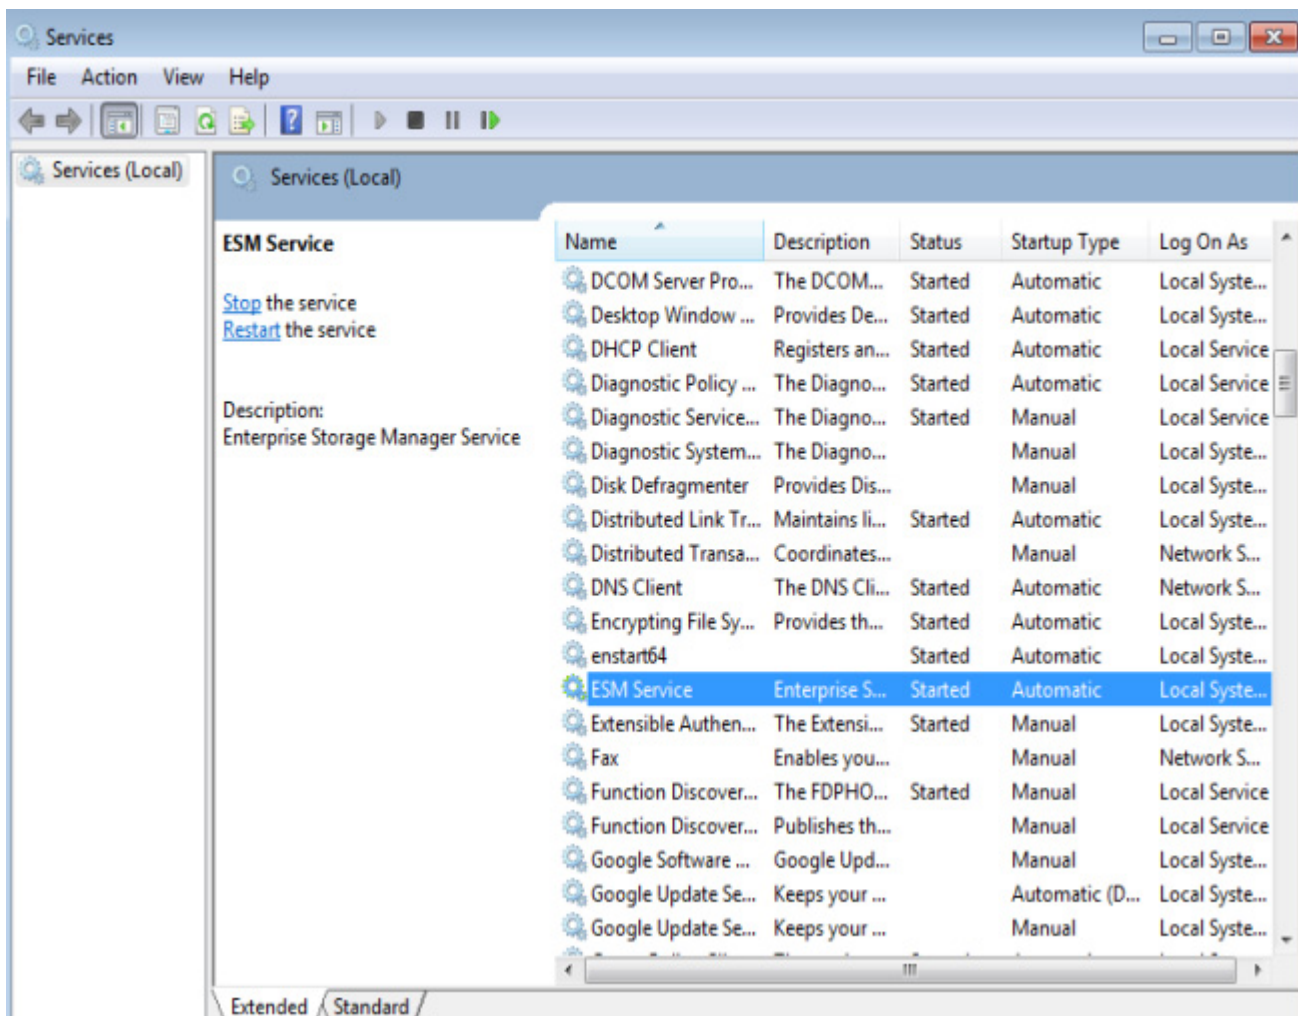 Services
File Action View Help
Services (Local)
Services (Local)
ESM Service
Stop the service
Restart the service
Description:
Enterprise Storage Manager Service
Name Description Status Startup Type Log On As
DCOM Server Pro... The DCOM... Started Automatic Local Syste...
Desktop Window ... Provides De... Started Automatic Local Syste...
DHCP Client Registers an... Started Automatic Local Service
Diagnostic Policy ... The Diagno... Started Automatic Local Service
Diagnostic Service... The Diagno... Started Manual Local Service
Diagnostic System... The Diagno... Manual Local Syste...
Disk Defragmenter Provides Dis... Manual Local Syste...
Distributed Link Tr... Maintains li... Started Automatic Local Syste...
Distributed Transa... Coordinates... Manual Network S...
DNS Client The DNS Cli... Started Automatic Network S...
Encrypting File Sy... Provides th... Started Automatic Local Syste...
enstart64 Started Automatic Local Syste...
ESM Service Enterprise S... Started Automatic Local Syste...
Extensible Authen... The Extensi... Started Manual Local Syste...
Fax Enables you... Manual Network S...
Function Discover... The FDPHO... Started Manual Local Service
Function Discover... Publishes th... Manual Local Service
Google Software ... Google Upd... Manual Local Syste...
Google Update Se... Keeps your ... Automatic (D... Local Syste...
Google Update Se... Keeps your ... Manual Local Syste...
Extended Standard